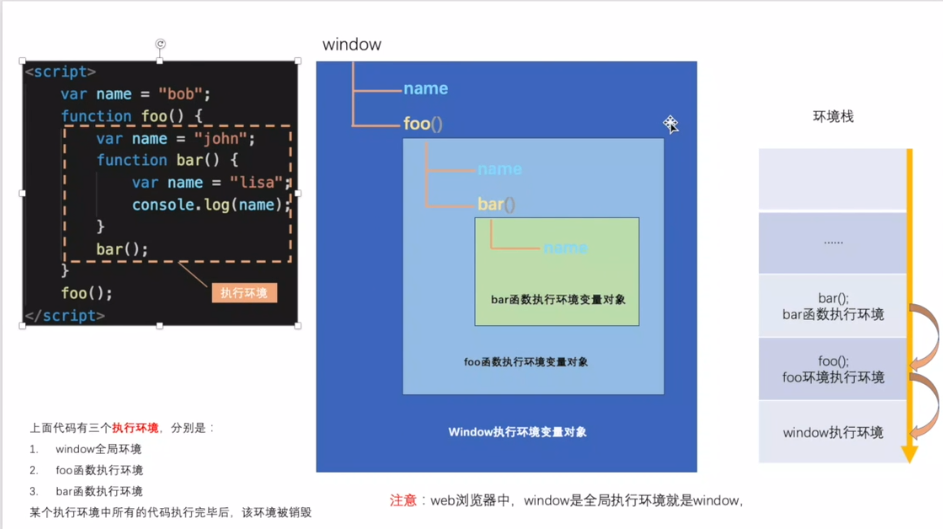 <script>
var name = "bob";
function foo() {
var name = "john";
function bar() {
var name = "lisa";
console.log(name);
}
bar();
}
foo();
</script>
执行环境
上面代码有三个执行环境，分别是：
1. window全局环境
2. foo函数执行环境
3. bar函数执行环境
某个执行环境中所有的代码执行完毕后，该环境被销毁
window
name
foo()
name
bar()
name
bar函数执行环境变量对象
foo函数执行环境变量对象
Window执行环境变量对象
注意：web浏览器中，window是全局执行环境就是window,
环境栈
......
bar();
bar函数执行环境
foo();
foo环境执行环境
window执行环境